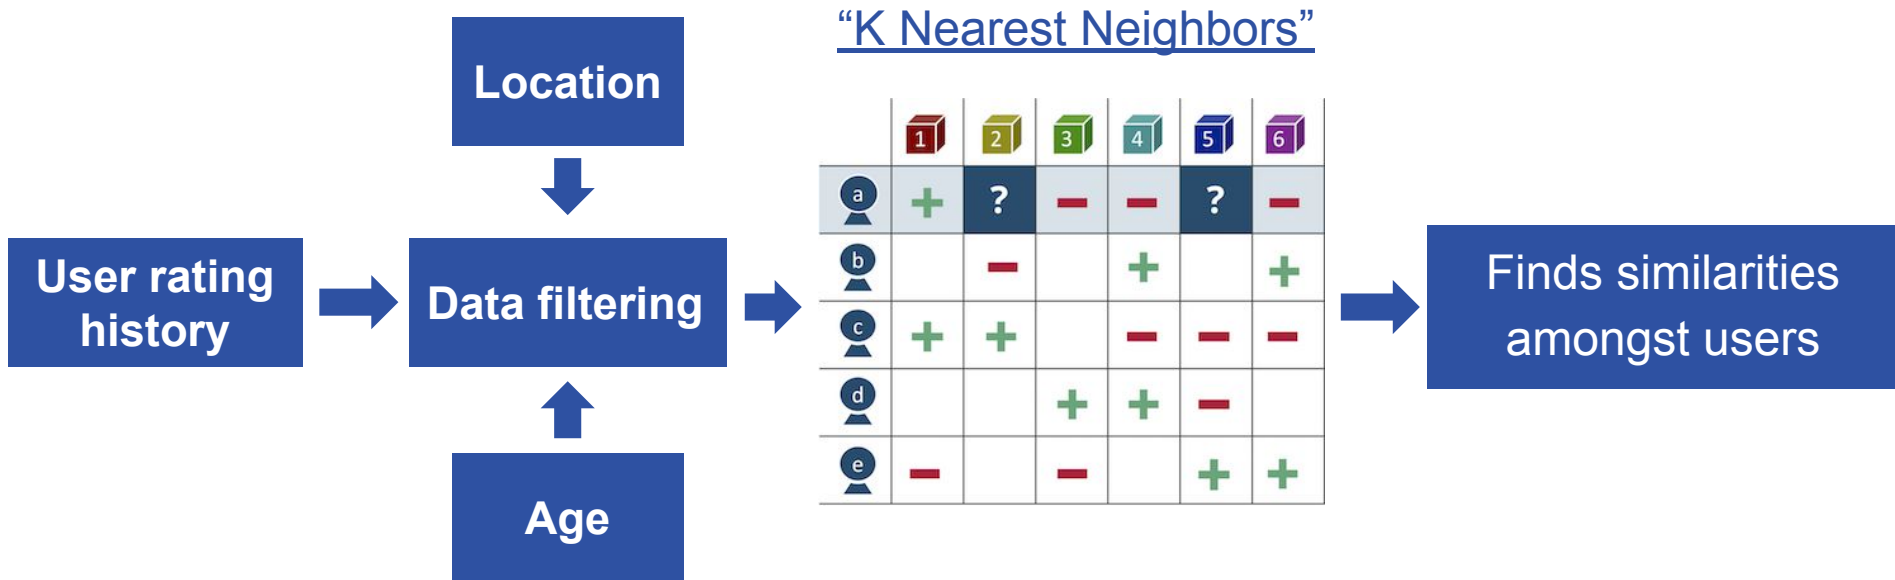 “K Nearest Neighbors”
Location
User rating
history
Data filtering
Age
1 2 3 4 5 6
a + ? − − ? −
b − + +
c + + − − −
d + + −
e − − + +
Finds similarities
amongst users